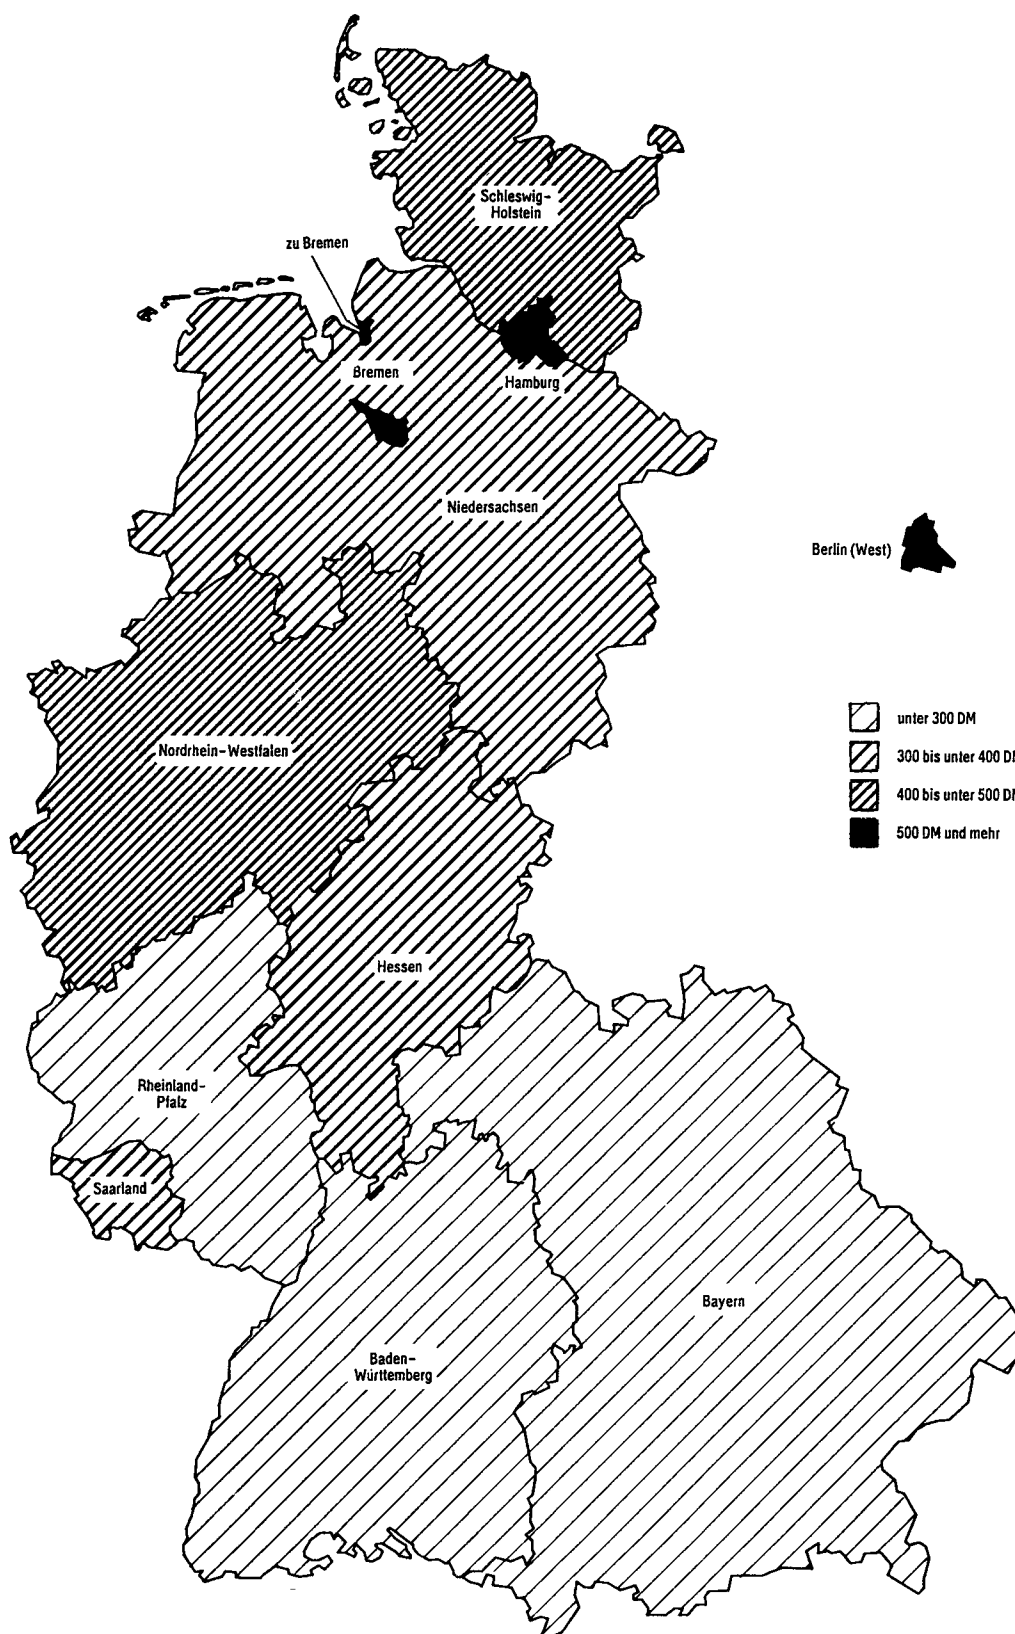 Schleswig-
Holstein
zu Bremen
Bremen
Hamburg
Niedersachsen
Berlin (West)
unter 300 DM
300 bis unter 400 DM
400 bis unter 500 DM
500 DM und mehr
Nordrhein-Westfalen
Hessen
Rheinland-
Pfalz
Saarland
Bayern
Baden-
Württemberg